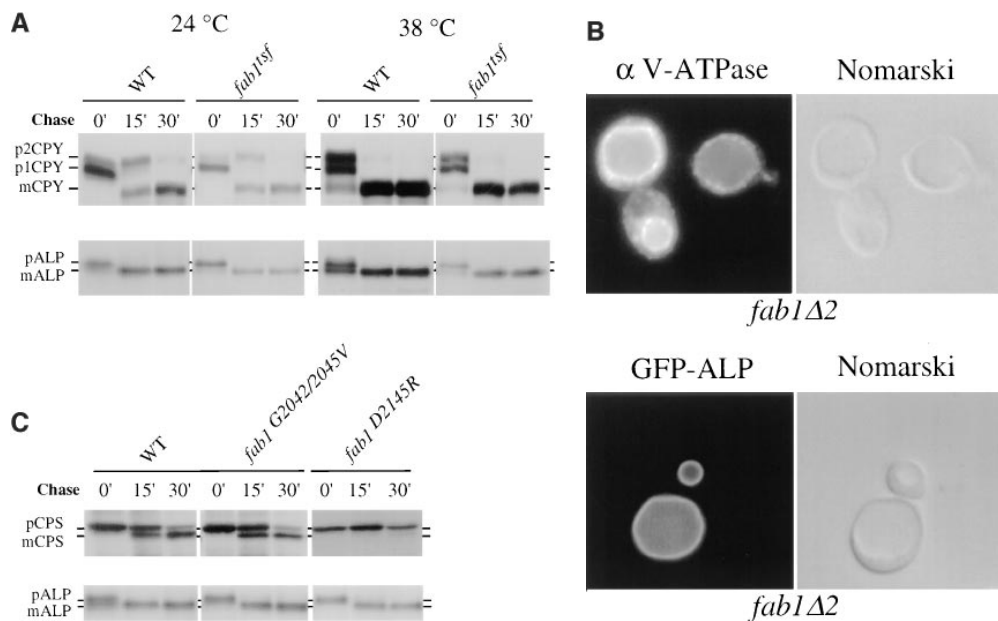 A
24 °C
38 °C
WT
fab1tsf
WT
fab1tsf
Chase 0' 15' 30' 0' 15' 30' 0' 15' 30' 0' 15' 30'
p2CPY
p1CPY
mCPY
pALP
mALP
B
α V-ATPase
Nomarski
fab1Δ2
GFP-ALP
Nomarski
fab1Δ2
C
WT
fab1 G2042/2045V
fab1 D2145R
Chase 0' 15' 30' 0' 15' 30' 0' 15' 30'
pCPS
mCPS
pALP
mALP